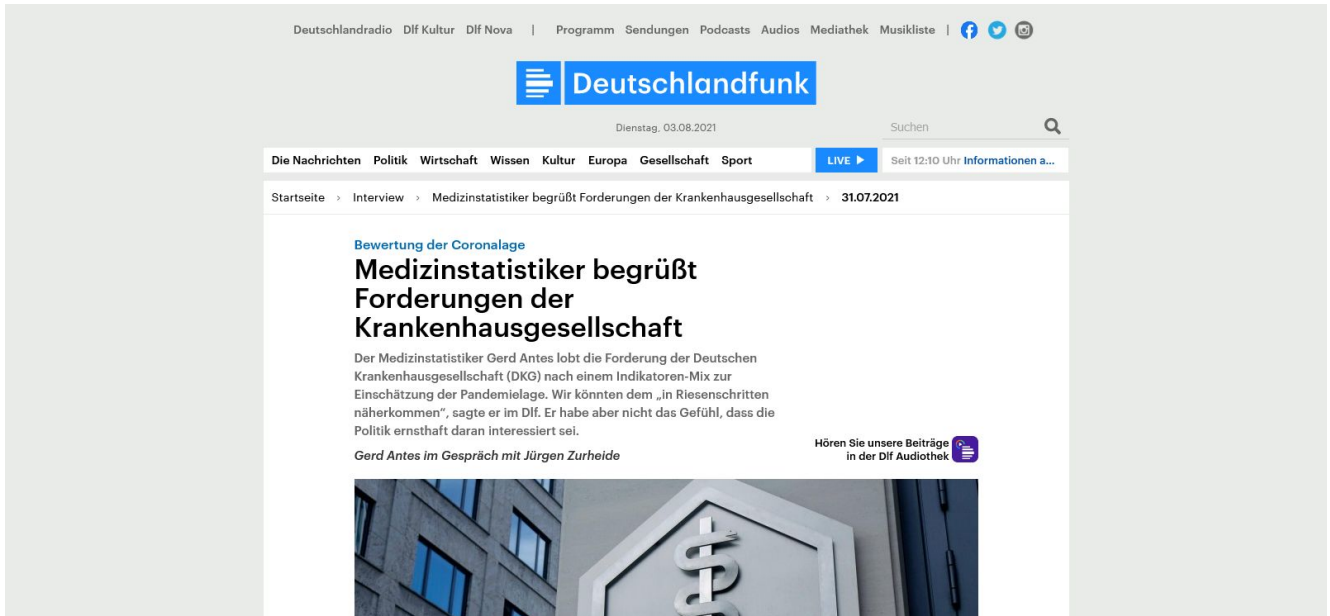 Deutschlandradio Dlf Kultur Dlf Nova | Programm Sendungen Podcasts Audios Mediathek Musikliste |
Deutschlandfunk
Dienstag, 03.08.2021
Suchen
Die Nachrichten Politik Wirtschaft Wissen Kultur Europa Gesellschaft Sport
LIVE
Seit 12:10 Uhr Informationen a...
Startseite › Interview › Medizinstatistiker begrüßt Forderungen der Krankenhausgesellschaft › 31.07.2021
Bewertung der Coronalage
Medizinstatistiker begrüßt
Forderungen der
Krankenhausgesellschaft
Der Medizinstatistiker Gerd Antes lobt die Forderung der Deutschen
Krankenhausgesellschaft (DKG) nach einem Indikatoren-Mix zur
Einschätzung der Pandemielage. Wir könnten dem „in Riesenschritten
näherkommen“, sagte er im Dlf. Er habe aber nicht das Gefühl, dass die
Politik ernsthaft daran interessiert sei.
Gerd Antes im Gespräch mit Jürgen Zurheide
Hören Sie unsere Beiträge
in der Dlf Audiothek